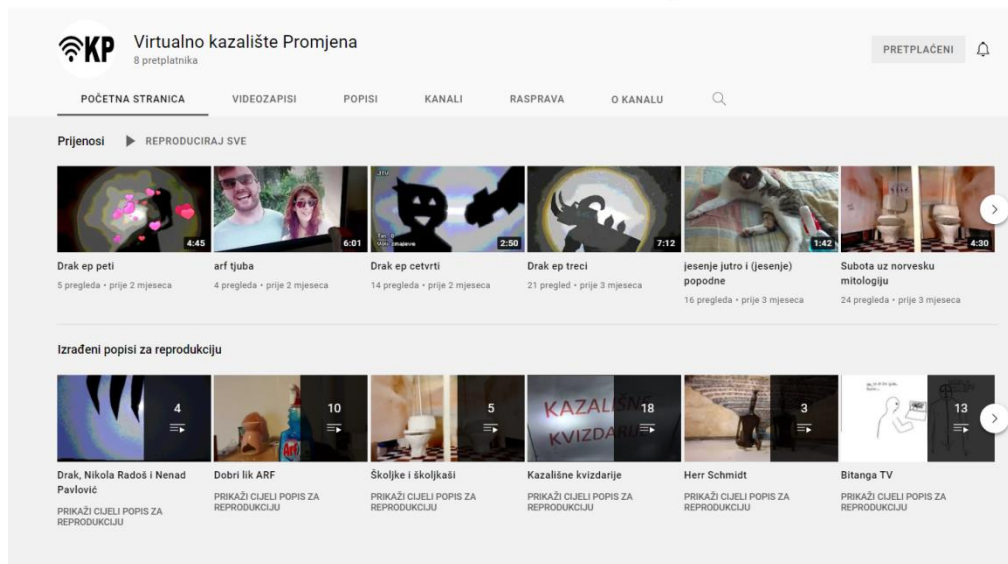 KP
Virtualno kazalište Promjena
8 pretplatnika
PRETPLAĆENI
POČETNA STRANICA VIDEOZAPISI POPISI KANALI RASPRAVA O KANALU
Prijenosi REPRODUCIRAJ SVE
4:45 6:01 2:50 7:12 1:42 4:30
Drak ep peti
5 pregleda • prije 2 mjeseca
arf tjuba
4 pregleda • prije 2 mjeseca
Drak ep cetvrti
14 pregleda • prije 2 mjeseca
Drak ep treci
21 pregled • prije 3 mjeseca
jesenje jutro i (jesenje)
popodne
16 pregleda • prije 3 mjeseca
Subota uz norvesku
mitologiju
24 pregleda • prije 3 mjeseca
Izrađeni popisi za reprodukciju
4 10 5 18 3 13
Arf
KAZALIŠNE
KVIZDARIJE
Drak, Nikola Radoš i Nenad
Pavlović
PRIKAŽI CIJELI POPIS ZA
REPRODUKCIJU
Dobri lik ARF
PRIKAŽI CIJELI POPIS ZA
REPRODUKCIJU
Školjke i školjkaši
PRIKAŽI CIJELI POPIS ZA
REPRODUKCIJU
Kazališne kvizdarije
PRIKAŽI CIJELI POPIS ZA
REPRODUKCIJU
Herr Schmidt
PRIKAŽI CIJELI POPIS ZA
REPRODUKCIJU
Bitanga TV
PRIKAŽI CIJELI POPIS ZA
REPRODUKCIJU